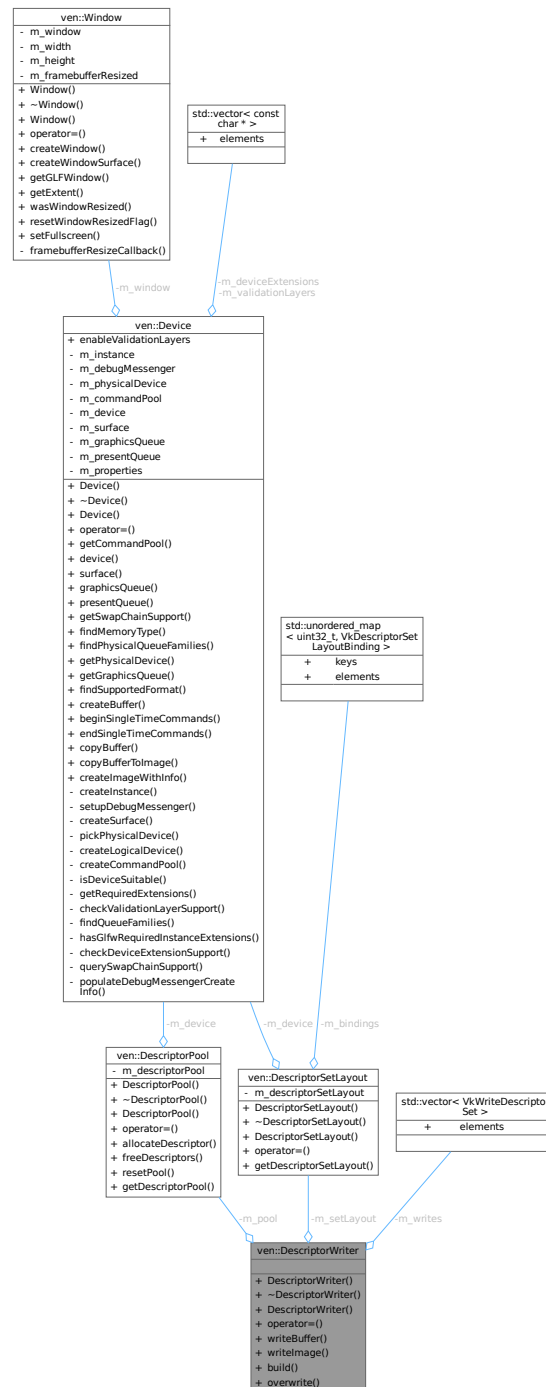 ven::Window
- m_window
- m_width
- m_height
- m_framebufferResized
+ Window()
+ ~Window()
+ Window()
+ operator=()
+ createWindow()
+ createWindowSurface()
+ getGLFWindow()
+ getExtent()
+ wasWindowResized()
+ resetWindowResizedFlag()
+ setFullscreen()
- framebufferResizeCallback()
std::vector< const
char * >
+ elements
-m_window
-m_deviceExtensions
-m_validationLayers
ven::Device
+ enableValidationLayers
- m_instance
- m_debugMessenger
- m_physicalDevice
- m_commandPool
- m_device
- m_surface
- m_graphicsQueue
- m_presentQueue
- m_properties
+ Device()
+ ~Device()
+ Device()
+ operator=()
+ getCommandPool()
+ device()
+ surface()
+ graphicsQueue()
+ presentQueue()
+ getSwapChainSupport()
+ findMemoryType()
+ findPhysicalQueueFamilies()
+ getPhysicalDevice()
+ getGraphicsQueue()
+ findSupportedFormat()
+ createBuffer()
+ beginSingleTimeCommands()
+ endSingleTimeCommands()
+ copyBuffer()
+ copyBufferToImage()
+ createImageWithInfo()
- createInstance()
- setupDebugMessenger()
- createSurface()
- pickPhysicalDevice()
- createLogicalDevice()
- createCommandPool()
- isDeviceSuitable()
- getRequiredExtensions()
- checkValidationLayerSupport()
- findQueueFamilies()
- hasGlfwRequiredInstanceExtensions()
- checkDeviceExtensionSupport()
- querySwapChainSupport()
- populateDebugMessengerCreate
Info()
std::unordered_map
< uint32_t, VkDescriptorSet
LayoutBinding >
+ keys
+ elements
-m_device
-m_device
-m_bindings
ven::DescriptorPool
- m_descriptorPool
+ DescriptorPool()
+ ~DescriptorPool()
+ DescriptorPool()
+ operator=()
+ allocateDescriptor()
+ freeDescriptors()
+ resetPool()
+ getDescriptorPool()
ven::DescriptorSetLayout
- m_descriptorSetLayout
+ DescriptorSetLayout()
+ ~DescriptorSetLayout()
+ DescriptorSetLayout()
+ operator=()
+ getDescriptorSetLayout()
std::vector< VkWriteDescripto
Set >
+ elements
-m_pool
-m_setLayout
-m_writes
ven::DescriptorWriter
+ DescriptorWriter()
+ ~DescriptorWriter()
+ DescriptorWriter()
+ operator=()
+ writeBuffer()
+ writeImage()
+ build()
+ overwrite()